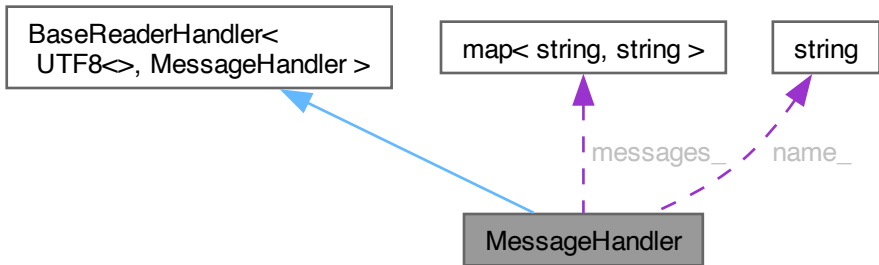 BaseReaderHandler<
UTF8<>, MessageHandler >
map< string, string >
string
messages_
name_
MessageHandler